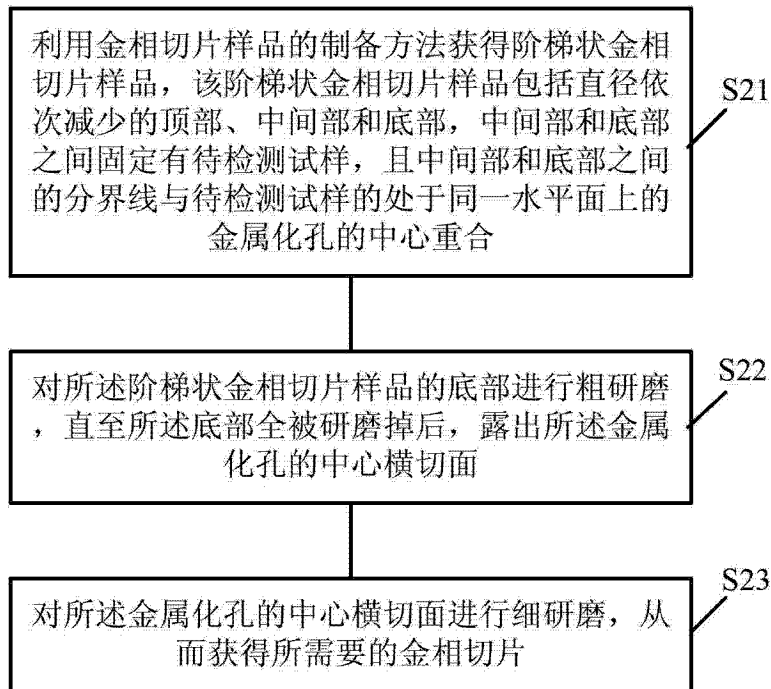 利用金相切片样品的制备方法获得阶梯状金相
切片样品，该阶梯状金相切片样品包括直径依
次减少的顶部、中间部和底部，中间部和底部
之间固定有待检测试样，且中间部和底部之间
的分界线与待检测试样的处于同一水平面上的
金属化孔的中心重合
S21
对所述阶梯状金相切片样品的底部进行粗研磨
，直至所述底部全被研磨掉后，露出所述金属
化孔的中心横切面
S22
对所述金属化孔的中心横切面进行细研磨，从
而获得所需要的金相切片
S23